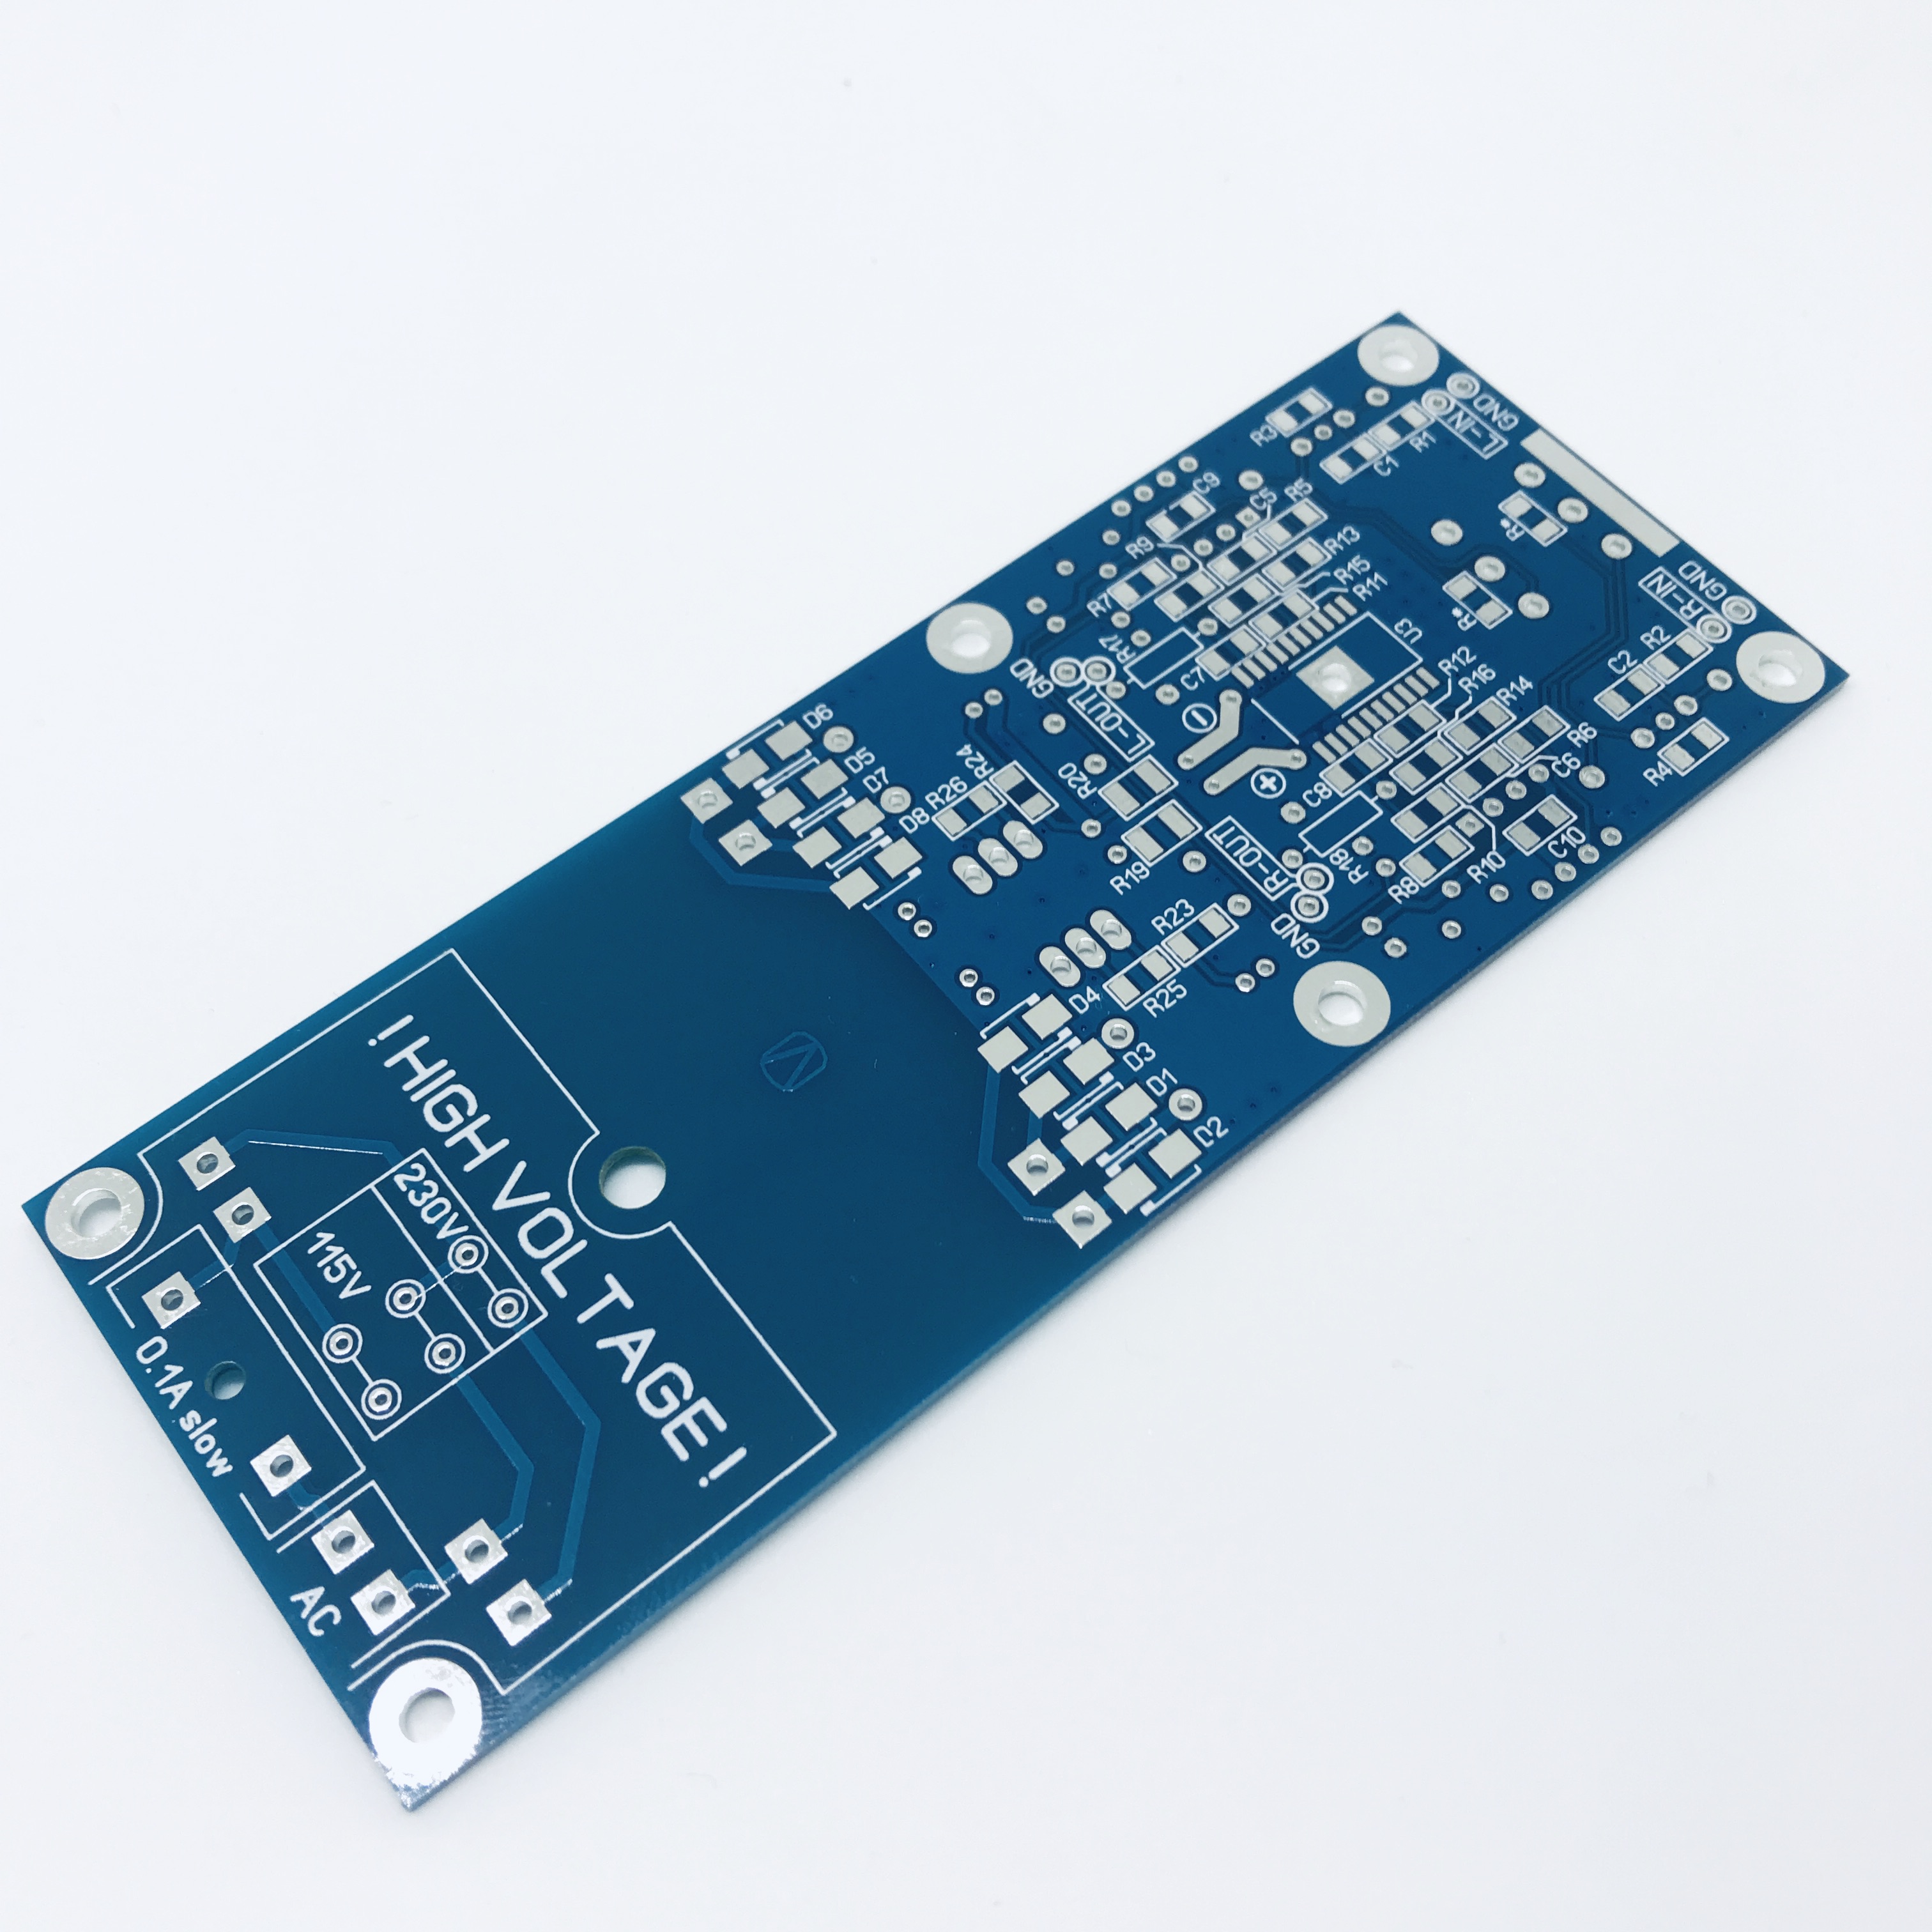 ! HIGH VOLTAGE !
230V
115V
0.1A slow
AC
D6
D5
D7
D8
R24
R26
D4
D3
D1
D2
R23
R25
R20
R19
GND
L-OUT
R-OUT
GND
R17
C7
R7
R9
C9
C5
R5
R13
R15
R11
U3
-
+
R12
R16
R14
R6
C6
C8
R18
R8
R10
C10
R3
C1
R1
L-IN
GND
R*
R*
R-IN
GND
R2
C2
R4